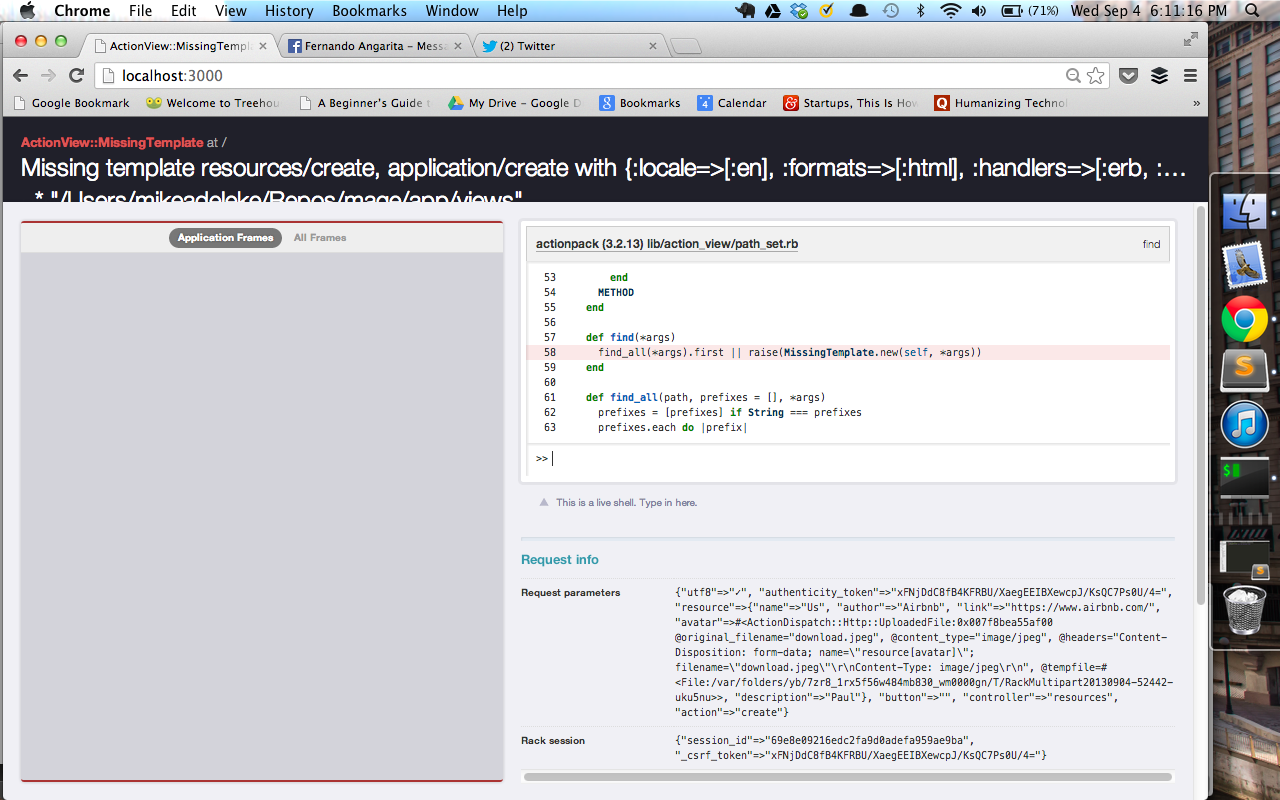 Chrome File Edit View History Bookmarks Window Help (71%) Wed Sep 4 6:11:16 PM
ActionView::MissingTempl Fernando Angarita – Mess (2) Twitter
localhost:3000
Google Bookmark Welcome to Treehou A Beginner's Guide t My Drive – Google D Bookmarks 4 Calendar Startups, This Is How Humanizing Technol »
ActionView::MissingTemplate at /
Missing template resources/create, application/create with {:locale=>[:en], :formats=>[:html], :handlers=>[:erb, :…
* "/Users/mikeadeleke/Repos/mage/app/views"
Application Frames All Frames
actionpack (3.2.13) lib/action_view/path_set.rb find
53 end
54 METHOD
55 end
56
57 def find(*args)
58 find_all(*args).first || raise(MissingTemplate.new(self, *args))
59 end
60
61 def find_all(path, prefixes = [], *args)
62 prefixes = [prefixes] if String === prefixes
63 prefixes.each do |prefix|
>>
This is a live shell. Type in here.
Request info
Request parameters {"utf8"=>"✓", "authenticity_token"=>"xFNjDdC8fB4KFRBU/XaegEEIBXewcpJ/KsQC7Ps0U/4=",
"resource"=>{"name"=>"Us", "author"=>"Airbnb", "link"=>"https://www.airbnb.com/",
"avatar"=>#<ActionDispatch::Http::UploadedFile:0x007f8bea55af00
@original_filename="download.jpeg", @content_type="image/jpeg", @headers="Content-
Disposition: form-data; name=\"resource[avatar]\";
filename=\"download.jpeg\"\r\nContent-Type: image/jpeg\r\n", @tempfile=#
<File:/var/folders/yb/7zr8_1rx5f56w484mb830_wm0000gn/T/RackMultipart20130904-52442-
uku5nu>>, "description"=>"Paul"}, "button"=>"", "controller"=>"resources",
"action"=>"create"}
Rack session {"session_id"=>"69e8e09216edc2fa9d0adefa959ae9ba",
"_csrf_token"=>"xFNjDdC8fB4KFRBU/XaegEEIBXewcpJ/KsQC7Ps0U/4="}